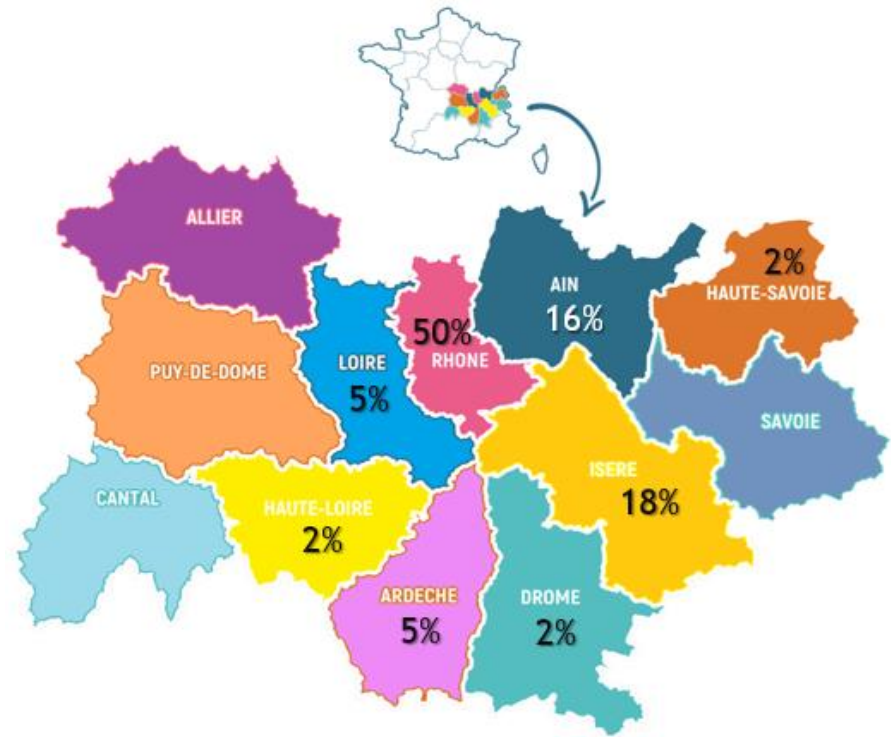 ALLIER
AIN
16%
2%
HAUTE-SAVOIE
PUY-DE-DOME
LOIRE
5%
50%
RHONE
SAVOIE
CANTAL
HAUTE-LOIRE
2%
ISERE
18%
ARDECHE
5%
DROME
2%